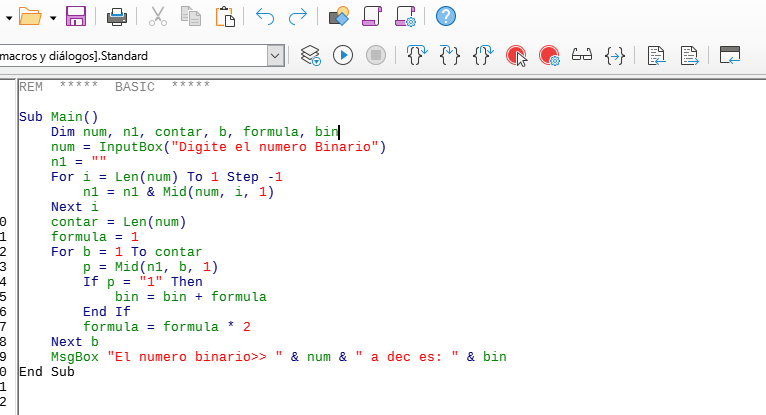 macros y diálogos].Standard
REM  *****  BASIC  *****
Sub Main()
    Dim num, n1, contar, b, formula, bin
    num = InputBox("Digite el numero Binario")
    n1 = ""
    For i = Len(num) To 1 Step -1
        n1 = n1 & Mid(num, i, 1)
    Next i
0    contar = Len(num)
1    formula = 1
2    For b = 1 To contar
3        p = Mid(n1, b, 1)
4        If p = "1" Then
5            bin = bin + formula
6        End If
7        formula = formula * 2
8    Next b
9    MsgBox "El numero binario>> " & num & " a dec es: " & bin
0 End Sub
1
2